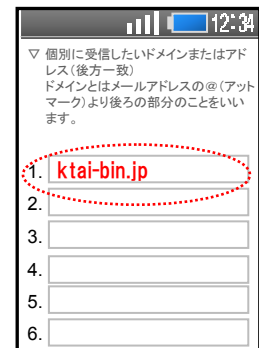 12:34
▽ 個別に受信したいドメインまたはアド
レス(後方一致)
ドメインとはメールアドレスの@(アット
マーク)より後ろの部分のことをいい
ます。
1. ktai-bin.jp
2.
3.
4.
5.
6.